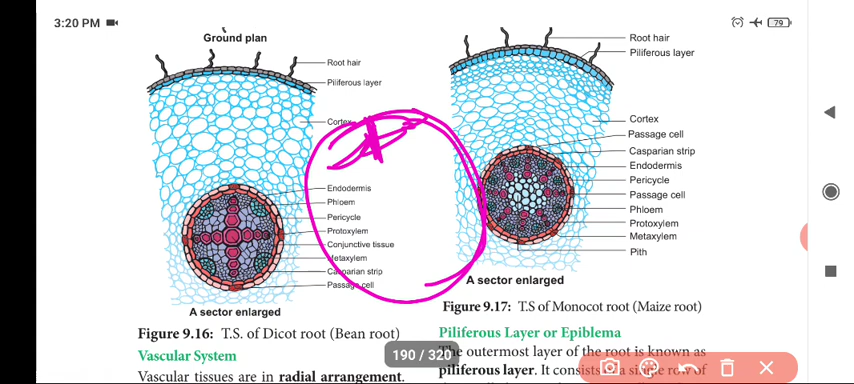 3:20 PM
79
Ground plan
Root hair
Piliferous layer
Cortex
Endodermis
Phloem
Pericycle
Protoxylem
Conjunctive tissue
Metaxylem
Casparian strip
Passage cell
A sector enlarged
Figure 9.16: T.S. of Dicot root (Bean root)
Vascular System
Vascular tissues are in radial arrangement.
Root hair
Piliferous layer
Cortex
Passage cell
Casparian strip
Endodermis
Pericycle
Passage cell
Phloem
Protoxylem
Metaxylem
Pith
A sector enlarged
Figure 9.17: T.S of Monocot root (Maize root)
Piliferous Layer or Epiblema
The outermost layer of the root is known as
piliferous layer. It consists a single row of
190 / 320